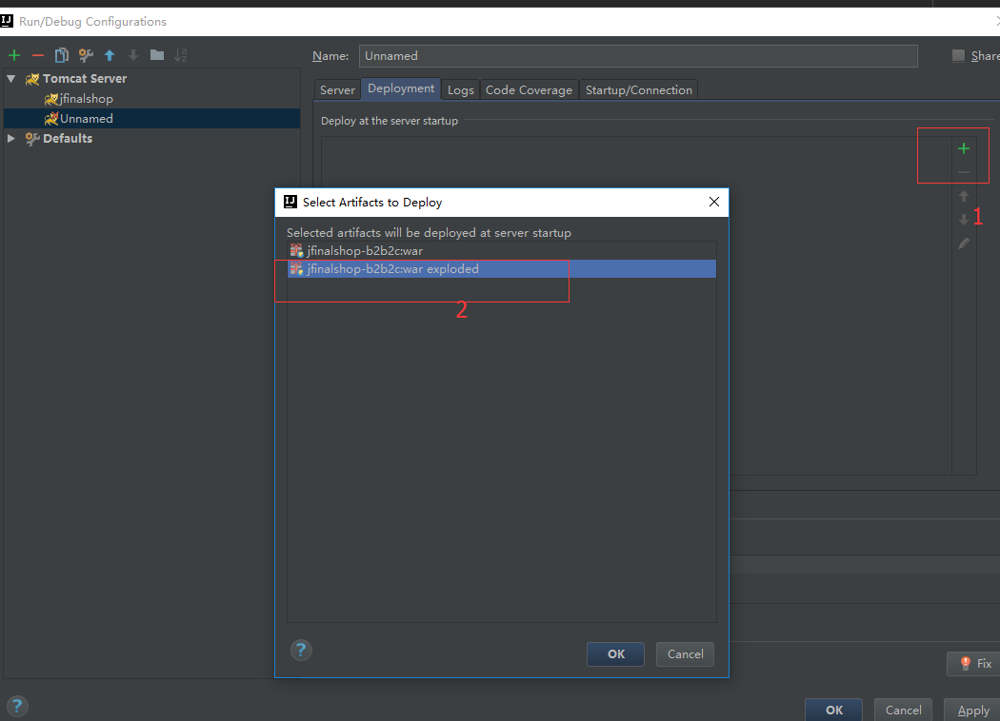 Run/Debug Configurations
Name: Unnamed
Share
Tomcat Server
jfinalshop
Unnamed
Defaults
Server Deployment Logs Code Coverage Startup/Connection
Deploy at the server startup
1
Select Artifacts to Deploy
Selected artifacts will be deployed at server startup
jfinalshop-b2b2c:war
jfinalshop-b2b2c:war exploded
2
? OK Cancel
Fix
? OK Cancel Apply